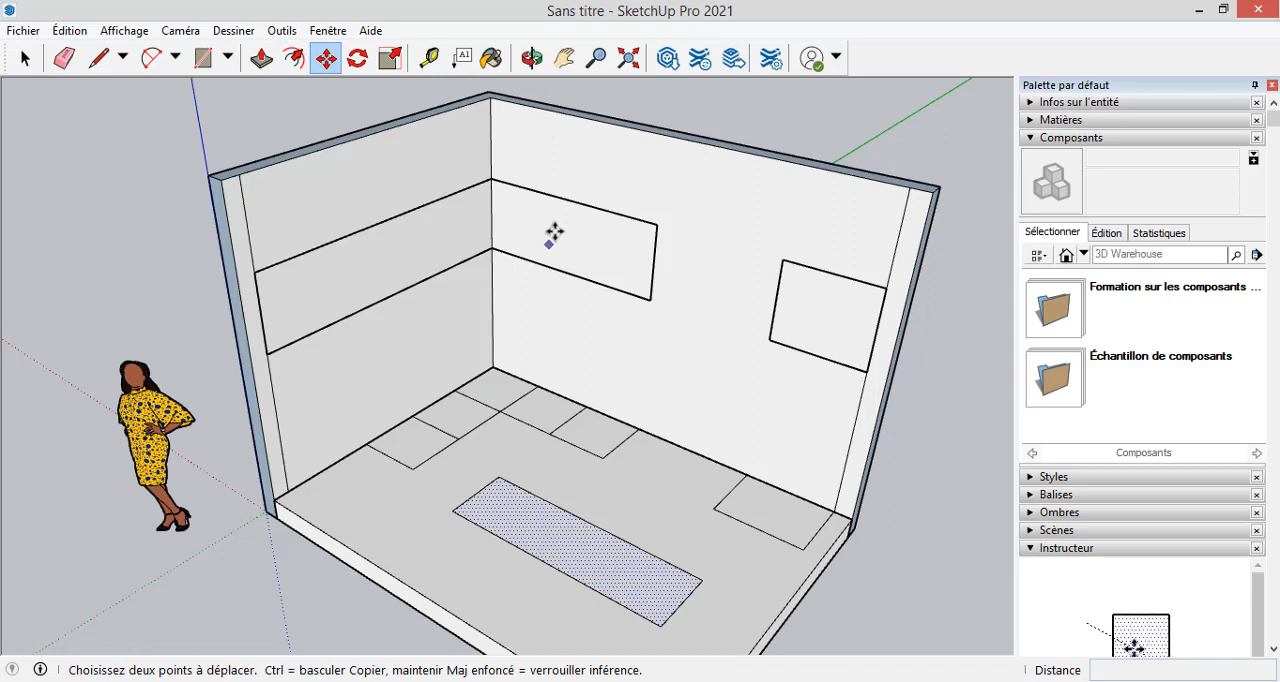 Sans titre - SketchUp Pro 2021
Fichier Édition Affichage Caméra Dessiner Outils Fenêtre Aide
A1
Palette par défaut
Infos sur l'entité
Matières
Composants
Sélectionner Édition Statistiques
3D Warehouse
Formation sur les composants ...
Échantillon de composants
Composants
Styles
Balises
Ombres
Scènes
Instructeur
Choisissez deux points à déplacer. Ctrl = basculer Copier, maintenir Maj enfoncé = verrouiller inférence.
Distance